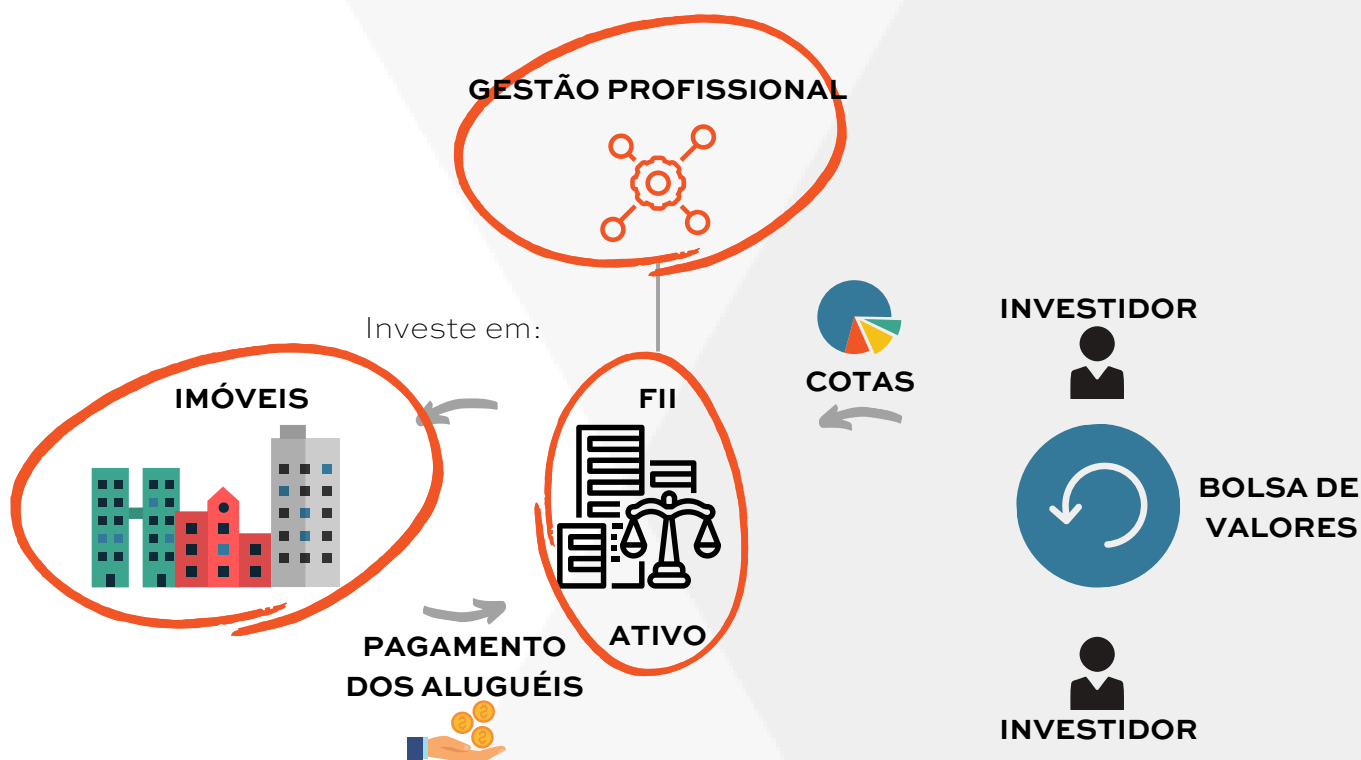 GESTÃO PROFISSIONAL
Investe em:
IMÓVEIS
FII
ATIVO
PAGAMENTO
DOS ALUGUÉIS
COTAS
INVESTIDOR
BOLSA DE
VALORES
INVESTIDOR